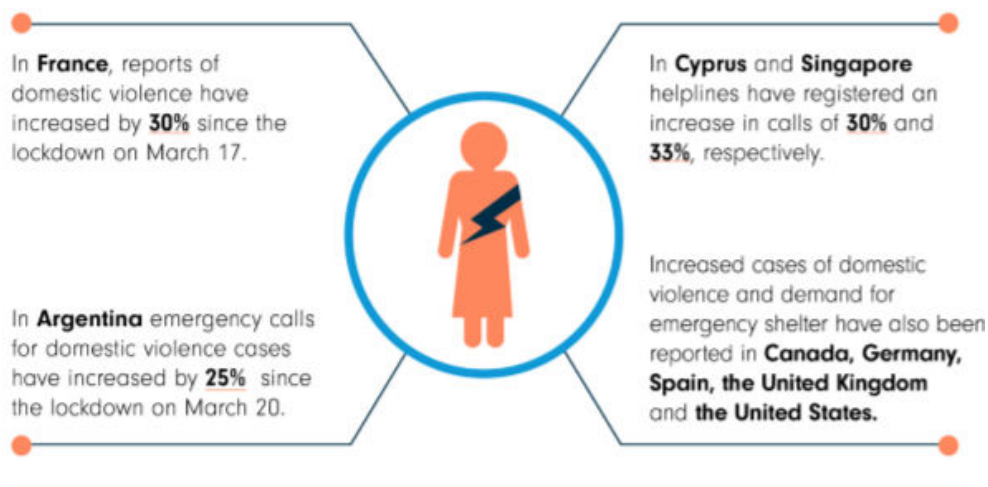 In France, reports of
domestic violence have
increased by 30% since the
lockdown on March 17.
In Cyprus and Singapore
helplines have registered an
increase in calls of 30% and
33%, respectively.
In Argentina emergency calls
for domestic violence cases
have increased by 25% since
the lockdown on March 20.
Increased cases of domestic
violence and demand for
emergency shelter have also been
reported in Canada, Germany,
Spain, the United Kingdom
and the United States.